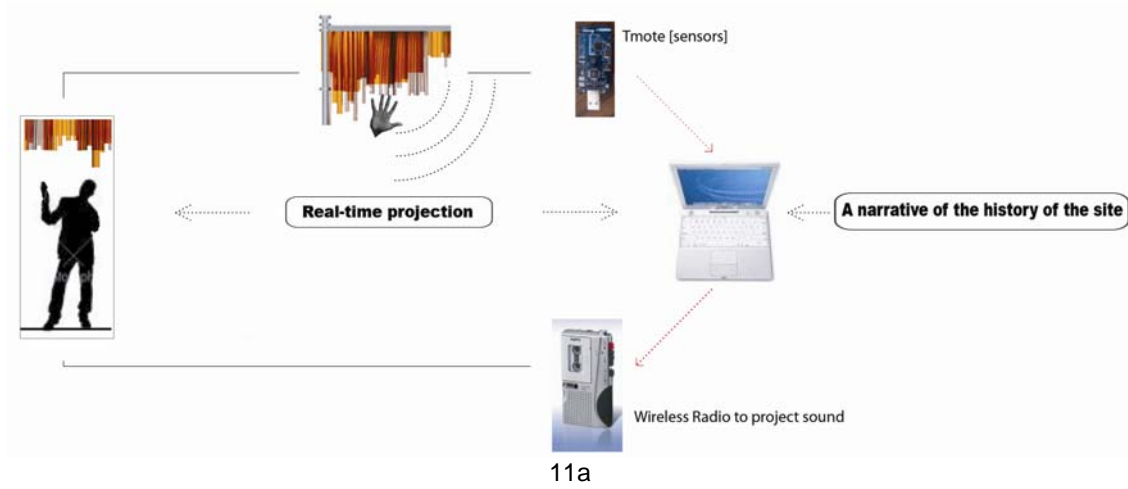 Tmote [sensors]
Real-time projection
A narrative of the history of the site
Wireless Radio to project sound
11a